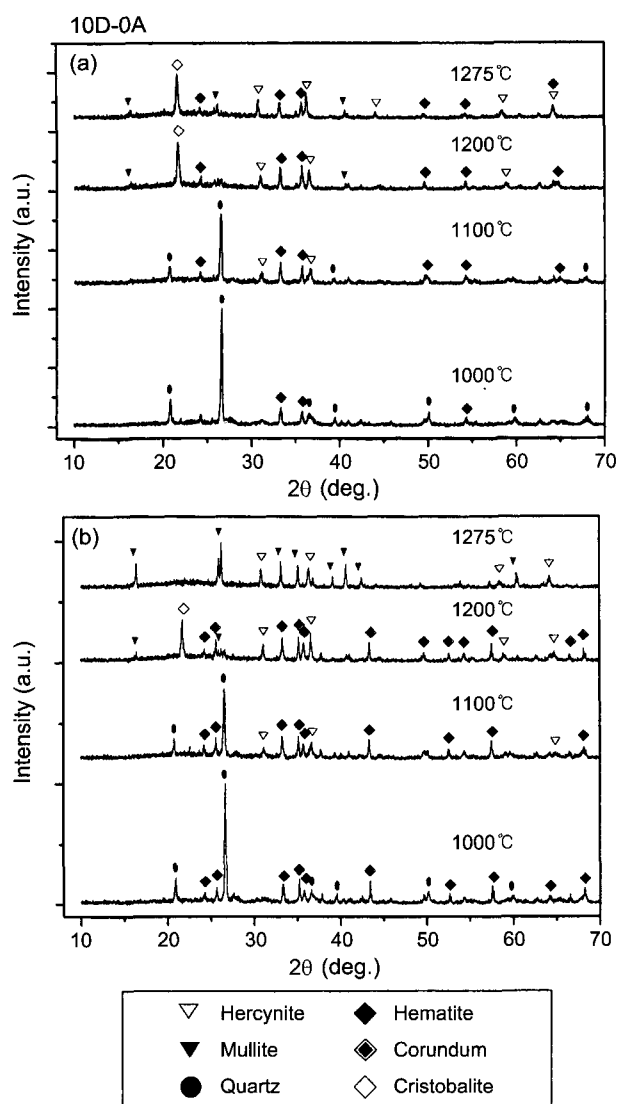 10D-0A
(a)
1275℃
1200℃
1100℃
1000℃
Intensity (a.u.)
10 20 30 40 50 60 70
2θ (deg.)
(b)
1275℃
1200℃
1100℃
1000℃
Intensity (a.u.)
10 20 30 40 50 60 70
2θ (deg.)
Hercynite Hematite
Mullite Corundum
Quartz Cristobalite